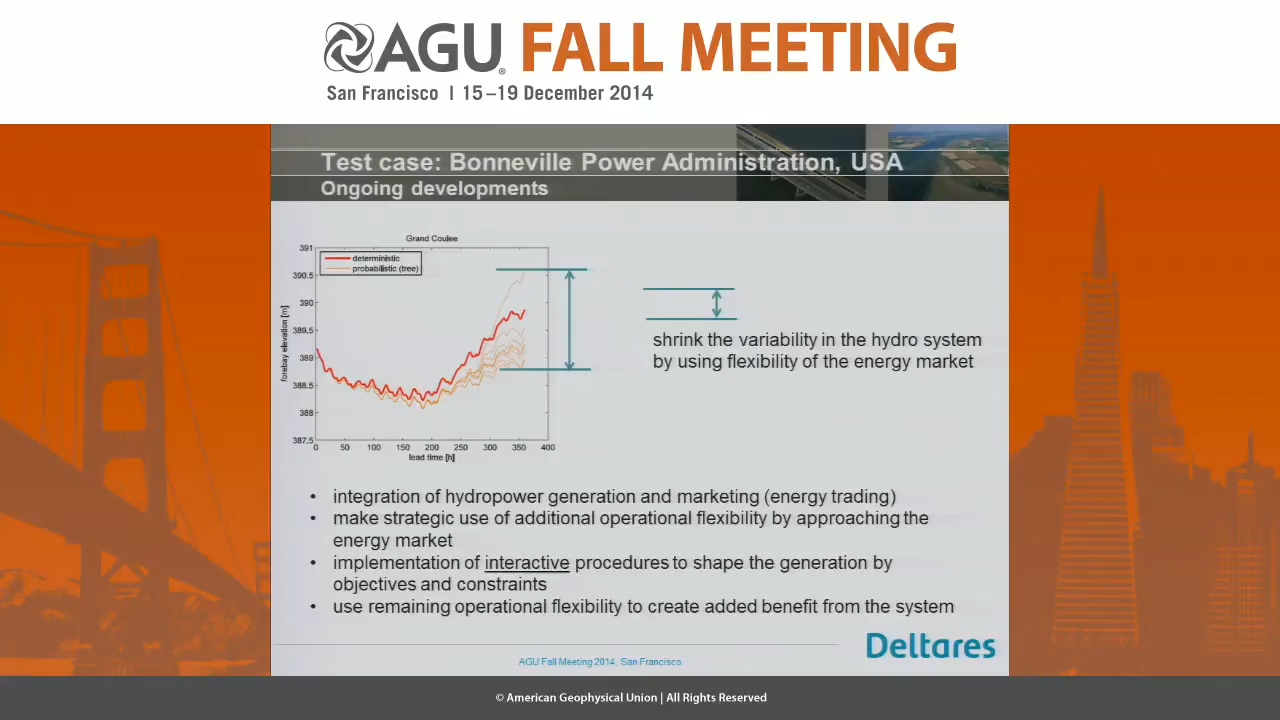 AGU FALL MEETING
San Francisco | 15–19 December 2014
Test case: Bonneville Power Administration, USA
Ongoing developments
Grand Coulee
deterministic
probabilistic (tree)
391
390.5
390
389.5
389
388.5
388
387.5
forebay elevation [m]
0 50 100 150 200 250 300 350 400
lead time [h]
shrink the variability in the hydro system
by using flexibility of the energy market
• integration of hydropower generation and marketing (energy trading)
• make strategic use of additional operational flexibility by approaching the
energy market
• implementation of interactive procedures to shape the generation by
objectives and constraints
• use remaining operational flexibility to create added benefit from the system
Deltares
AGU Fall Meeting 2014, San Francisco
© American Geophysical Union | All Rights Reserved